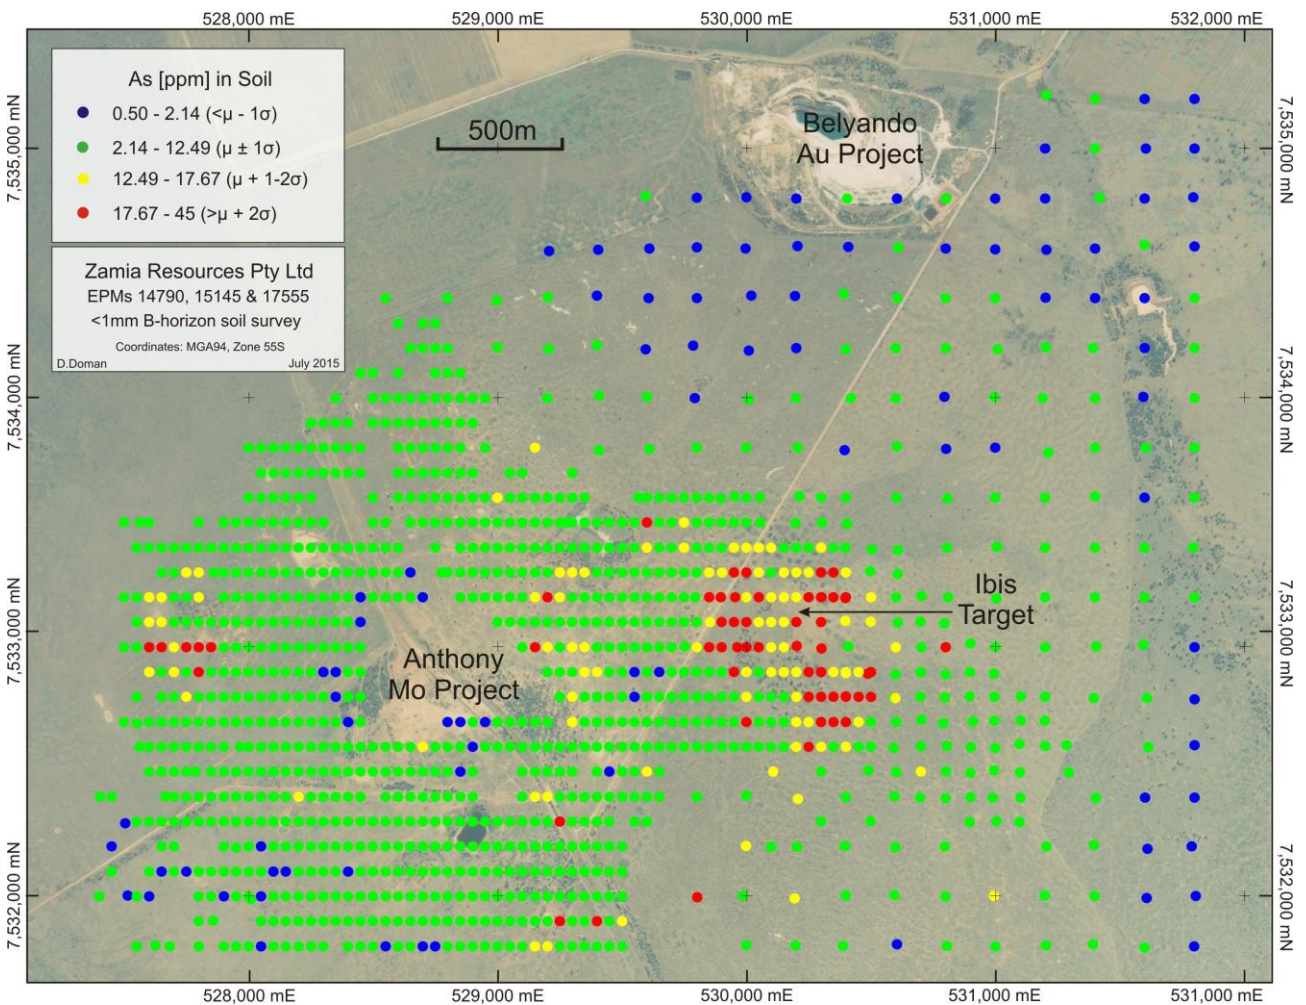 528,000 mE
529,000 mE
530,000 mE
531,000 mE
532,000 mE
As [ppm] in Soil
0.50 - 2.14 (<μ - 1σ)
2.14 - 12.49 (μ ± 1σ)
12.49 - 17.67 (μ + 1-2σ)
17.67 - 45 (>μ + 2σ)
Zamia Resources Pty Ltd
EPMs 14790, 15145 & 17555
<1mm B-horizon soil survey
Coordinates: MGA94, Zone 55S
D.Doman
July 2015
500m
Belyando
Au Project
7,535,000 mN
7,535,000 mN
7,534,000 mN
7,534,000 mN
Ibis
Target
7,533,000 mN
7,533,000 mN
Anthony
Mo Project
7,532,000 mN
7,532,000 mN
528,000 mE
529,000 mE
530,000 mE
531,000 mE
532,000 mE